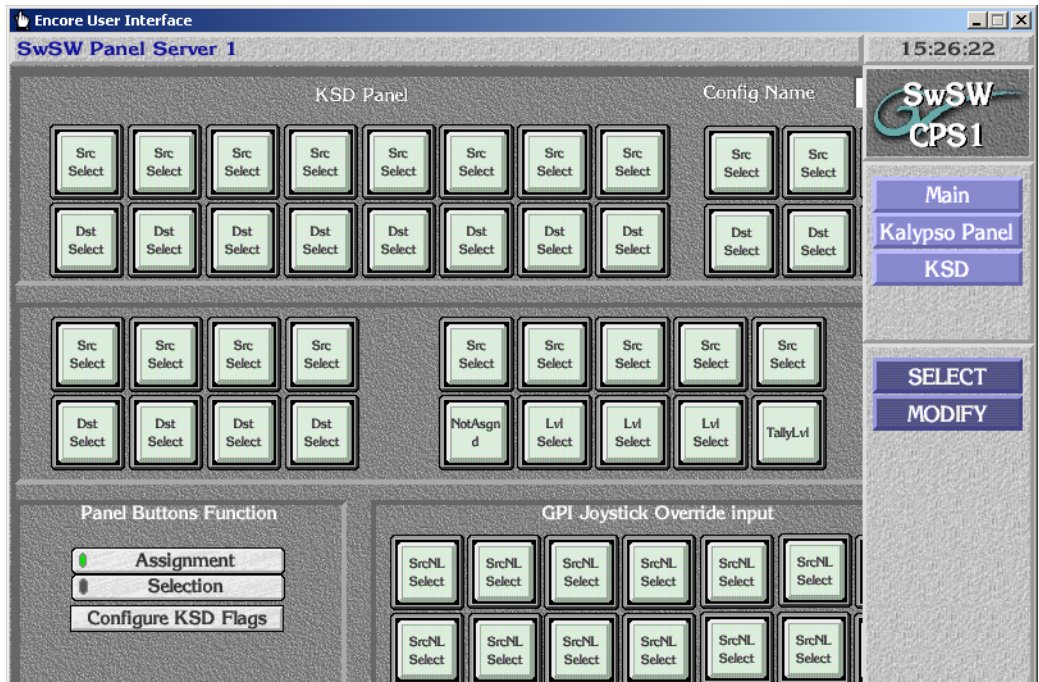 Encore User Interface
SwSW Panel Server 1
15:26:22
KSD Panel
Config Name
SwSW
CPS1
Src Select Src Select Src Select Src Select Src Select Src Select Src Select Src Select Src Select Src Select
Dst Select Dst Select Dst Select Dst Select Dst Select Dst Select Dst Select Dst Select Dst Select Dst Select
Main
Kalypso Panel
KSD
Src Select Src Select Src Select Src Select Src Select Src Select Src Select Src Select Src Select
Dst Select Dst Select Dst Select Dst Select NotAsgn d Lvl Select Lvl Select Lvl Select TallyLvl
SELECT
MODIFY
Panel Buttons Function
Assignment
Selection
Configure KSD Flags
GPI Joystick Override input
SrcNL Select SrcNL Select SrcNL Select SrcNL Select SrcNL Select SrcNL Select
SrcNL Select SrcNL Select SrcNL Select SrcNL Select SrcNL Select SrcNL Select